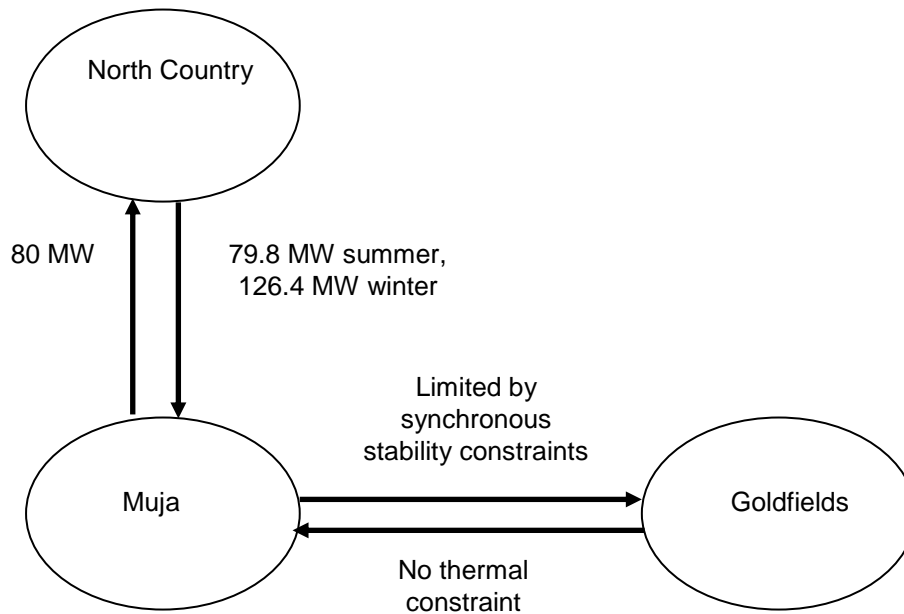 North Country
80 MW
79.8 MW summer,
126.4 MW winter
Limited by
synchronous
stability constraints
Muja
Goldfields
No thermal
constraint